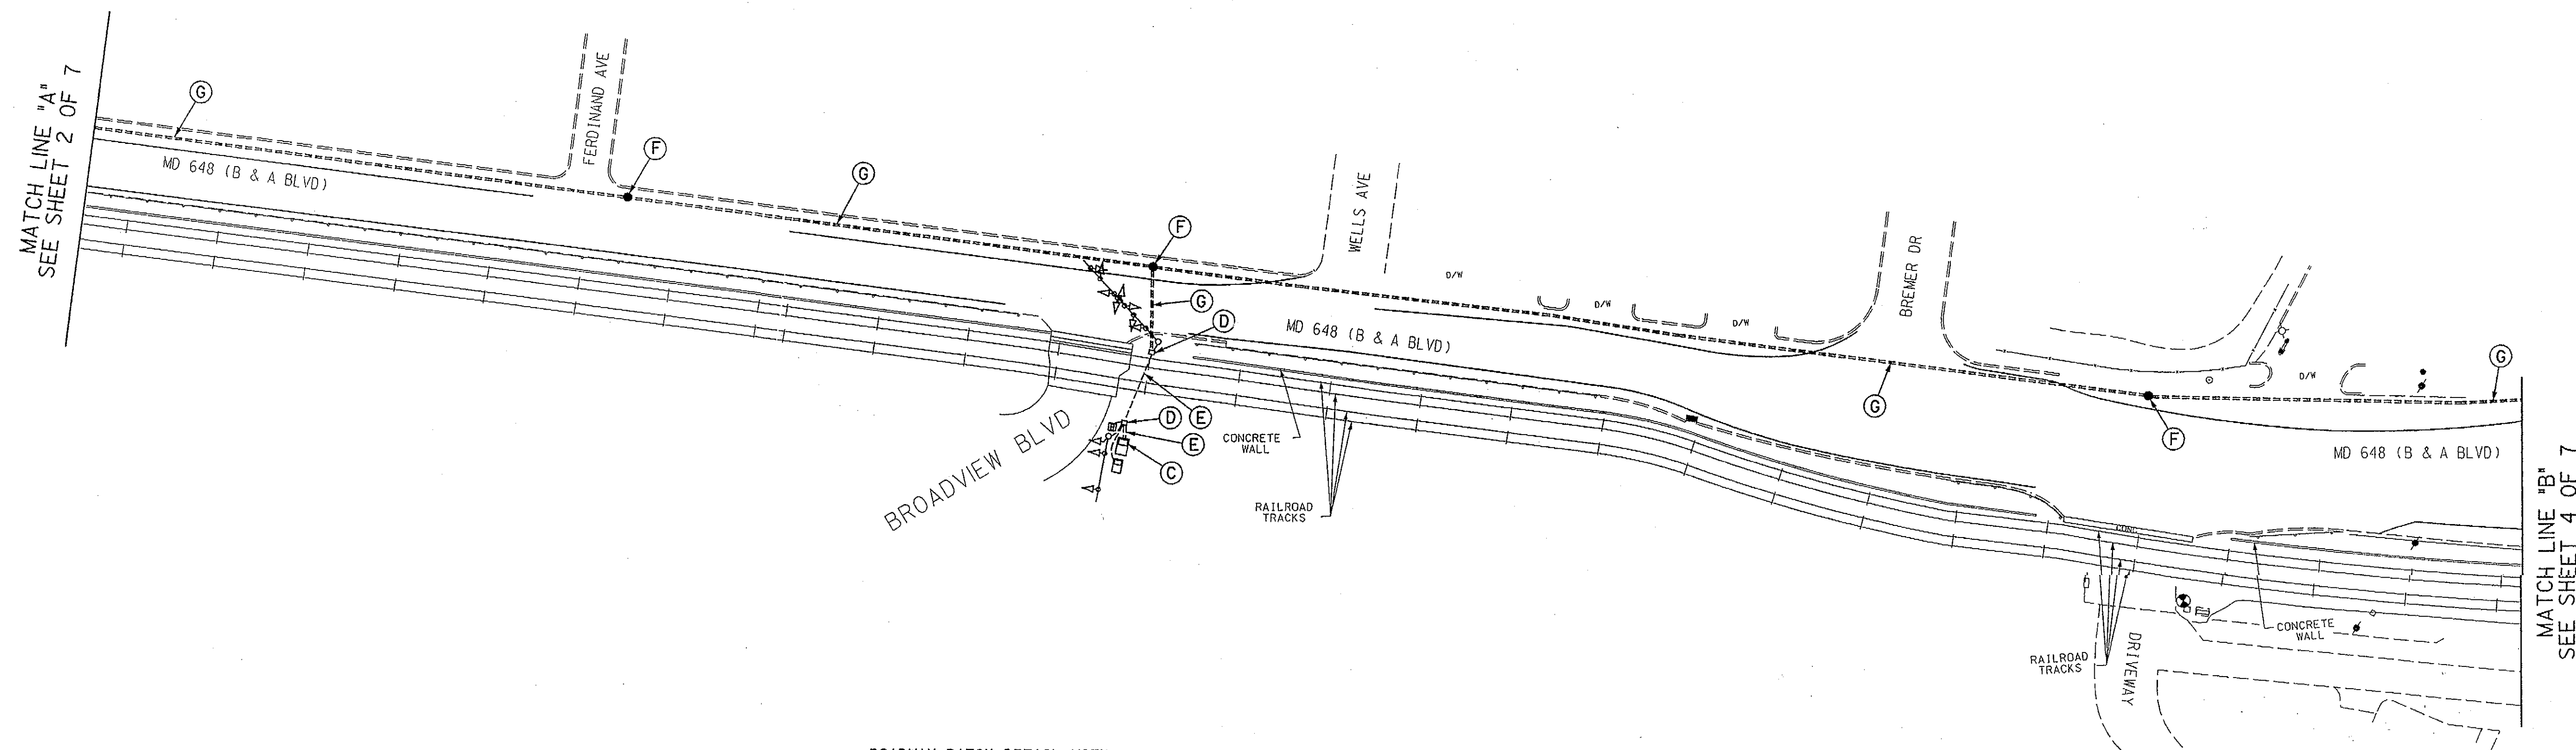 MATCH LINE "A"
SEE SHEET 2 OF 7
G
MD 648 (B & A BLVD)
FERDINAND AVE
F
G
F
G
D
WELLS AVE
D/W
D/W
D/W
MD 648 (B & A BLVD)
BREMER DR
G
F
D/W
G
MD 648 (B & A BLVD)
MATCH LINE "B"
SEE SHEET 4 OF 7
E
D
E
C
BROADVIEW BLVD
CONCRETE
WALL
RAILROAD
TRACKS
CONC
CONCRETE
WALL
RAILROAD
TRACKS
DRIVEWAY